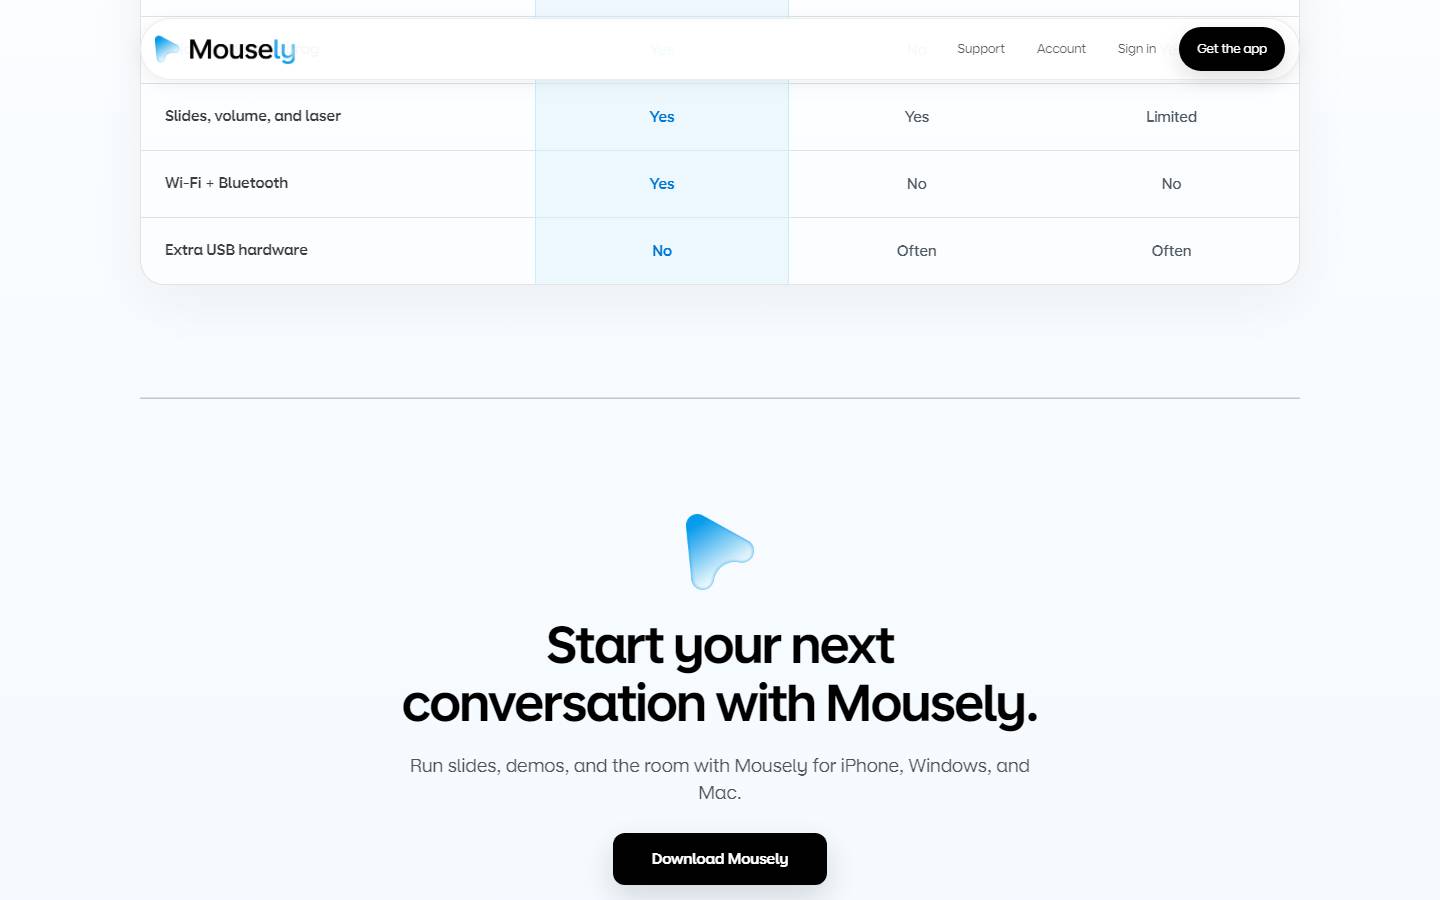 Mousely
Support Account Sign in Get the app
Slides, volume, and laser Yes Yes Limited
Wi-Fi + Bluetooth Yes No No
Extra USB hardware No Often Often
Start your next
conversation with Mousely.
Run slides, demos, and the room with Mousely for iPhone, Windows, and
Mac.
Download Mousely